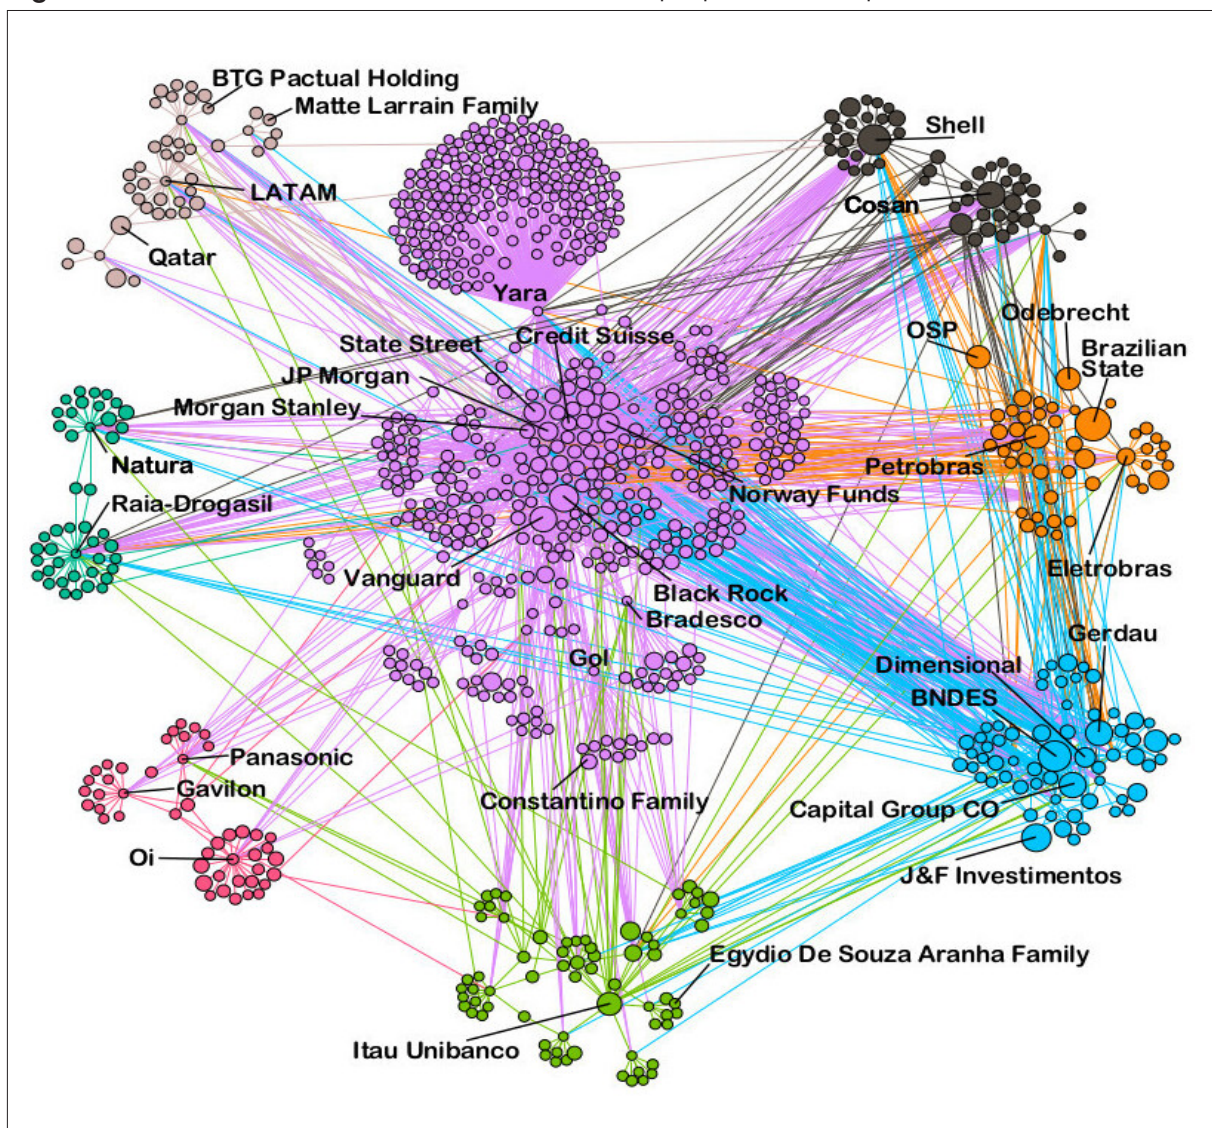 BTG Pactual Holding
Matte Larrain Family
Shell
LATAM
Cosan
Qatar
Yara
Odebrecht
OSP
State Street
Credit Suisse
Brazilian
State
JP Morgan
Morgan Stanley
Natura
Petrobras
Norway Funds
Raia-Drogasil
Eletrobras
Vanguard
Black Rock
Bradesco
Gerdau
Gol
Dimensional
BNDES
Panasonic
Gavilon
Constantino Family
Capital Group CO
Oi
J&F Investimentos
Egydio De Souza Aranha Family
Itau Unibanco